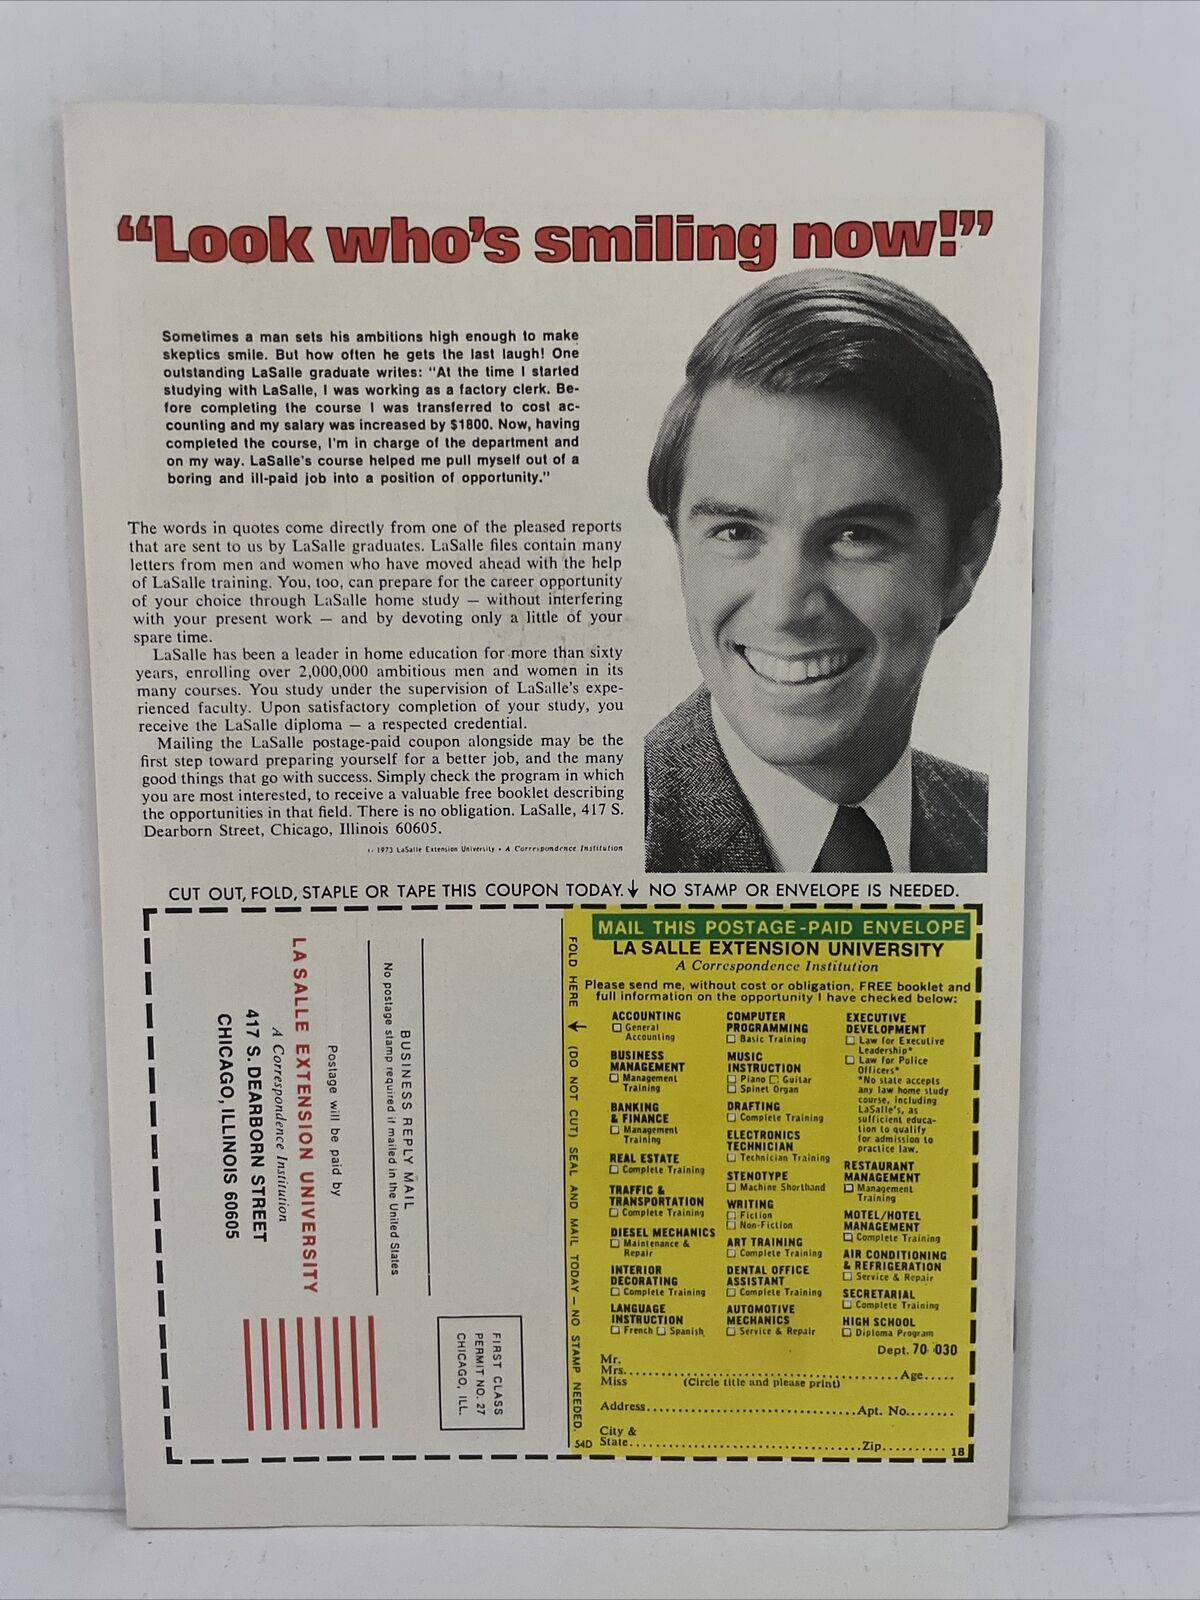 “Look who's smiling now!”
Sometimes a man sets his ambitions high enough to make
skeptics smile. But how often he gets the last laugh! One
outstanding LaSalle graduate writes: "At the time I started
studying with LaSalle, I was working as a factory clerk. Be-
fore completing the course I was transferred to cost ac-
counting and my salary was increased by $1800. Now, having
completed the course, I'm in charge of the department and
on my way. LaSalle's course helped me pull myself out of a
boring and ill-paid job into a position of opportunity."
The words in quotes come directly from one of the pleased reports
that are sent to us by LaSalle graduates. LaSalle files contain many
letters from men and women who have moved ahead with the help
of LaSalle training. You, too, can prepare for the career opportunity
of your choice through LaSalle home study — without interfering
with your present work — and by devoting only a little of your
spare time.
LaSalle has been a leader in home education for more than sixty
years, enrolling over 2,000,000 ambitious men and women in its
many courses. You study under the supervision of LaSalle's expe-
rienced faculty. Upon satisfactory completion of your study, you
receive the LaSalle diploma — a respected credential.
Mailing the LaSalle postage-paid coupon alongside may be the
first step toward preparing yourself for a better job, and the many
good things that go with success. Simply check the program in which
you are most interested, to receive a valuable free booklet describing
the opportunities in that field. There is no obligation. LaSalle, 417 S.
Dearborn Street, Chicago, Illinois 60605.
1973 LaSalle Extension University • A Correspondence Institution
CUT OUT, FOLD, STAPLE OR TAPE THIS COUPON TODAY. ↓ NO STAMP OR ENVELOPE IS NEEDED.
FIRST CLASS
PERMIT NO. 27
CHICAGO, ILL.
BUSINESS REPLY MAIL
No postage stamp required if mailed in the United States
Postage will be paid by
LA SALLE EXTENSION UNIVERSITY
A Correspondence Institution
417 S. DEARBORN STREET
CHICAGO, ILLINOIS 60605
FOLD HERE ↓ (DO NOT CUT) SEAL AND MAIL TODAY — NO STAMP NEEDED.
MAIL THIS POSTAGE-PAID ENVELOPE
LA SALLE EXTENSION UNIVERSITY
A Correspondence Institution
Please send me, without cost or obligation, FREE booklet and
full information on the opportunity I have checked below:
ACCOUNTING
☐ General
Accounting
BUSINESS
MANAGEMENT
☐ Management
Training
BANKING
& FINANCE
☐ Management
Training
REAL ESTATE
☐ Complete Training
TRAFFIC &
TRANSPORTATION
☐ Complete Training
DIESEL MECHANICS
☐ Maintenance &
Repair
INTERIOR
DECORATING
☐ Complete Training
LANGUAGE
INSTRUCTION
☐ French ☐ Spanish
COMPUTER
PROGRAMMING
☐ Basic Training
MUSIC
INSTRUCTION
☐ Piano ☐ Guitar
☐ Spinet Organ
DRAFTING
☐ Complete Training
ELECTRONICS
TECHNICIAN
☐ Technician Training
STENOTYPE
☐ Machine Shorthand
WRITING
☐ Fiction
☐ Non-Fiction
ART TRAINING
☐ Complete Training
DENTAL OFFICE
ASSISTANT
☐ Complete Training
AUTOMOTIVE
MECHANICS
☐ Service & Repair
EXECUTIVE
DEVELOPMENT
☐ Law for Executive
Leadership*
☐ Law for Police
Officers*
*No state accepts
any law home study
course, including
LaSalle's, as
sufficient educa-
tion to qualify
for admission to
practice law.
RESTAURANT
MANAGEMENT
☐ Management
Training
MOTEL/HOTEL
MANAGEMENT
☐ Complete Training
AIR CONDITIONING
& REFRIGERATION
☐ Service & Repair
SECRETARIAL
☐ Complete Training
HIGH SCHOOL
☐ Diploma Program
Dept. 70-030
Mr.
Mrs..........Age.....
Miss (Circle title and please print)
Address..........Apt. No........
City &
State..........Zip..........
54D
18